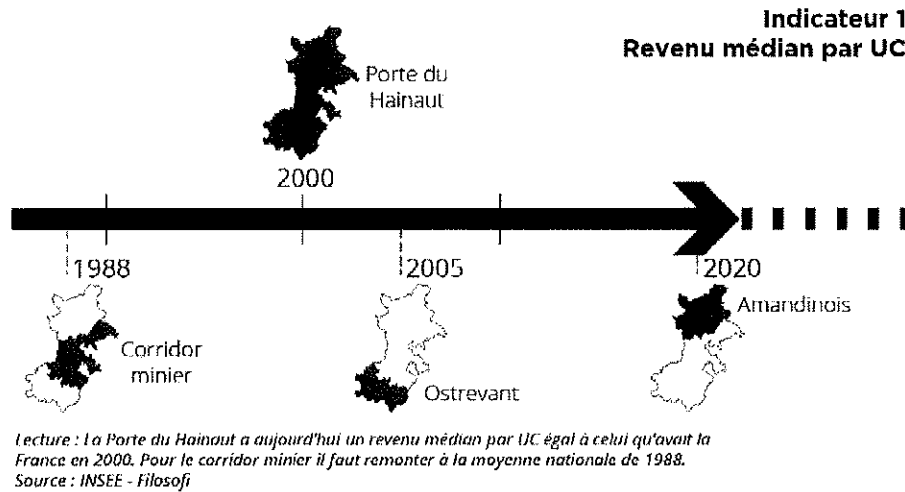 Indicateur 1
Revenu médian par UC
Porte du
Hainaut
2000
1988
2005
2020
Corridor
minier
Ostrevant
Amandinois
Lecture : La Porte du Hainaut a aujourd'hui un revenu médian par UC égal à celui qu'avait la
France en 2000. Pour le corridor minier il faut remonter à la moyenne nationale de 1988.
Source : INSEE - Filosofi